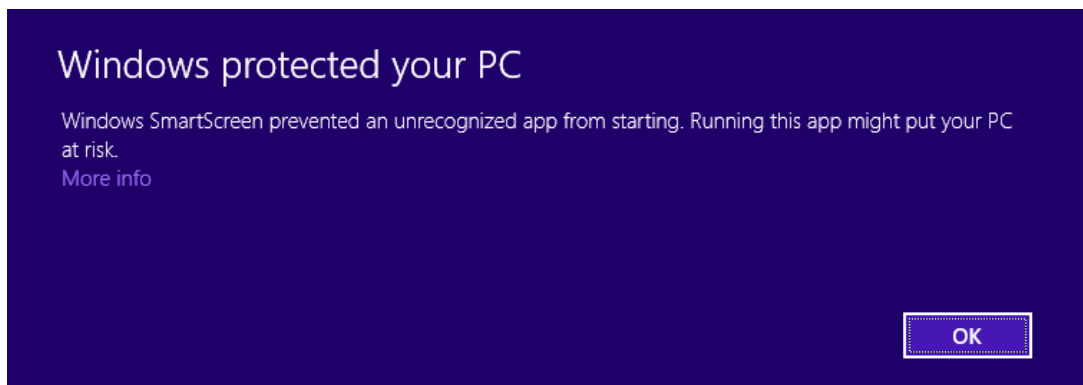 Windows protected your PC
Windows SmartScreen prevented an unrecognized app from starting. Running this app might put your PC
at risk.
More info
OK